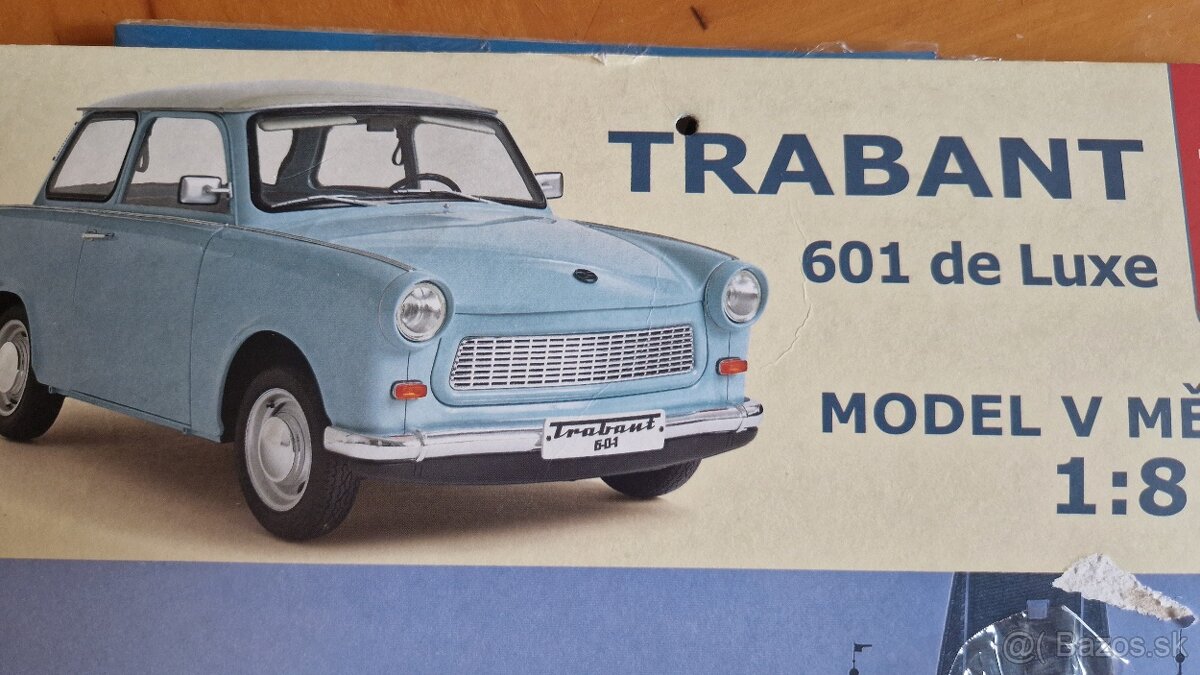 TRABANT
601 de Luxe
MODEL V MĚ
1:8
Trabant
601
@( Bazos.sk